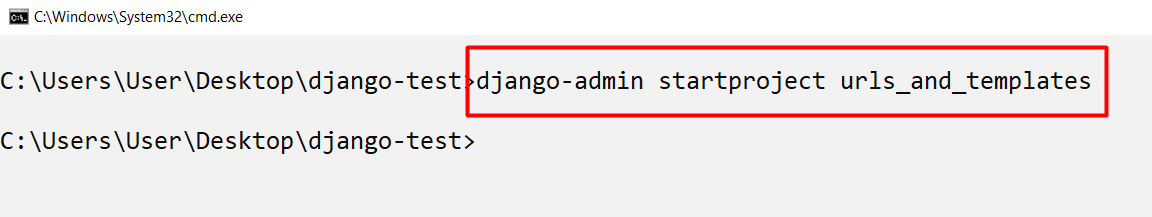 C:\Windows\System32\cmd.exe
C:\Users\User\Desktop\django-test>django-admin startproject urls_and_templates
C:\Users\User\Desktop\django-test>